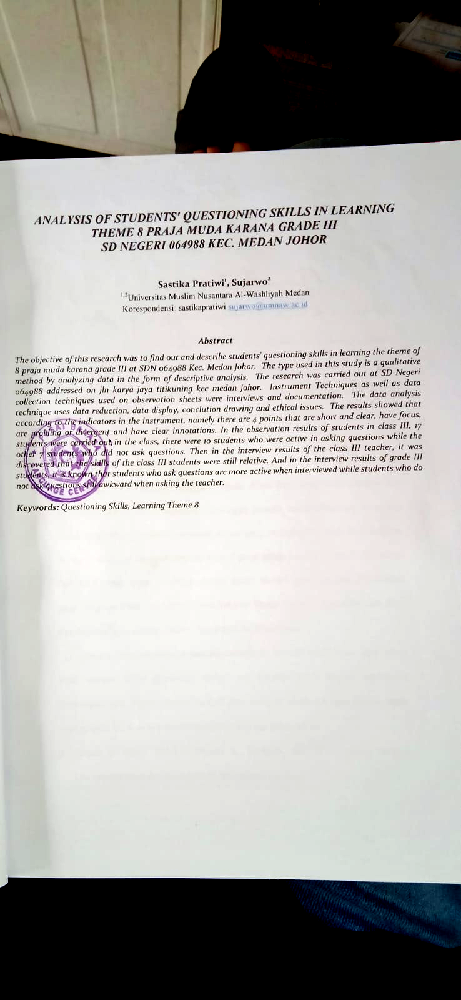 ANALYSIS OF STUDENTS' QUESTIONING SKILLS IN LEARNING
THEME 8 PRAJA MUDA KARANA GRADE III
SD NEGERI 064988 KEC. MEDAN JOHOR
Sastika Pratiwi¹, Sujarwo²
¹,²Universitas Muslim Nusantara Al-Washliyah Medan
Korespondensi: sastikapratiwi sujarwo@umnaw.ac.id
Abstract
The objective of this research was to find out and describe students' questioning skills in learning the theme of
8 praja muda karana grade III at SDN 064988 Kec. Medan Johor. The type used in this study is a qualitative
method by analyzing data in the form of descriptive analysis. The research was carried out at SD Negeri
064988 addressed on jln karya jaya titikuning kec medan johor. Instrument Techniques as well as data
collection techniques used on observation sheets were interviews and documentation. The data analysis
technique uses data reduction, data display, conclution drawing and ethical issues. The results showed that
according to the indicators in the instrument, namely there are 4 points that are short and clear, have focus,
are probling or divergent and have clear innotations. In the observation results of students in class III, 17
students were carried out in the class, there were 10 students who were active in asking questions while the
other 7 students who did not ask questions. Then in the interview results of the class III teacher, it was
discovered that the skills of the class III students were still relative. And in the interview results of grade III
students, it is known that students who ask questions are more active when interviewed while students who do
not ask questions still awkward when asking the teacher.
Keywords: Questioning Skills, Learning Theme 8
PUSAT BAHASA
LANGUAGE CENTRE